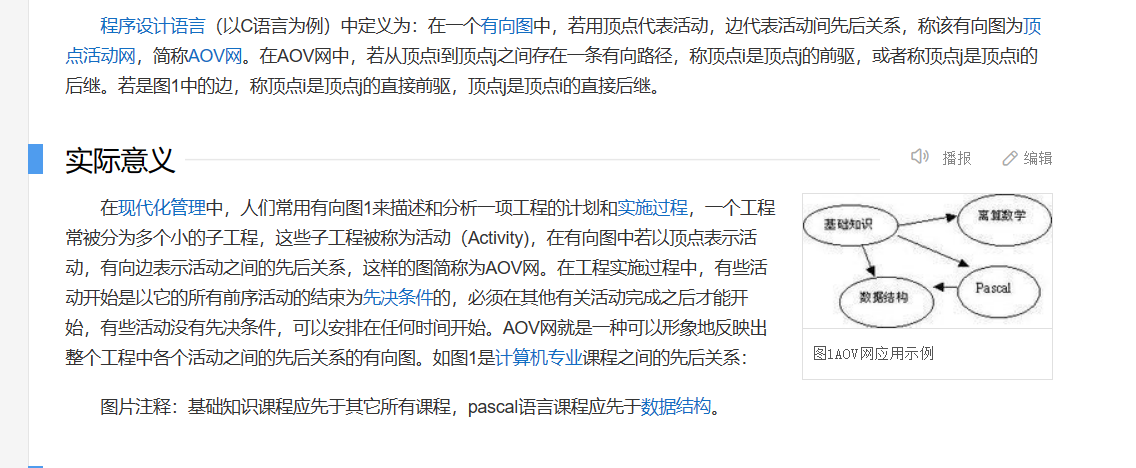 程序设计语言（以C语言为例）中定义为：在一个有向图中，若用顶点代表活动，边代表活动间先后关系，称该有向图为顶
点活动网，简称AOV网。在AOV网中，若从顶点i到顶点j之间存在一条有向路径，称顶点i是顶点j的前驱，或者称顶点j是顶点i的
后继。若是图1中的边，称顶点i是顶点j的直接前驱，顶点j是顶点i的直接后继。
实际意义
播报
编辑
在现代化管理中，人们常用有向图1来描述和分析一项工程的计划和实施过程，一个工程
常被分为多个小的子工程，这些子工程被称为活动（Activity)，在有向图中若以顶点表示活
动，有向边表示活动之间的先后关系，这样的图简称为AOV网。在工程实施过程中，有些活
动开始是以它的所有前序活动的结束为先决条件的，必须在其他有关活动完成之后才能开
始，有些活动没有先决条件，可以安排在任何时间开始。AOV网就是一种可以形象地反映出
整个工程中各个活动之间的先后关系的有向图。如图1是计算机专业课程之间的先后关系：
图片注释：基础知识课程应先于其它所有课程，pascal语言课程应先于数据结构。
基础知识
离算数学
数据结构
Pascal
图1AOV网应用示例